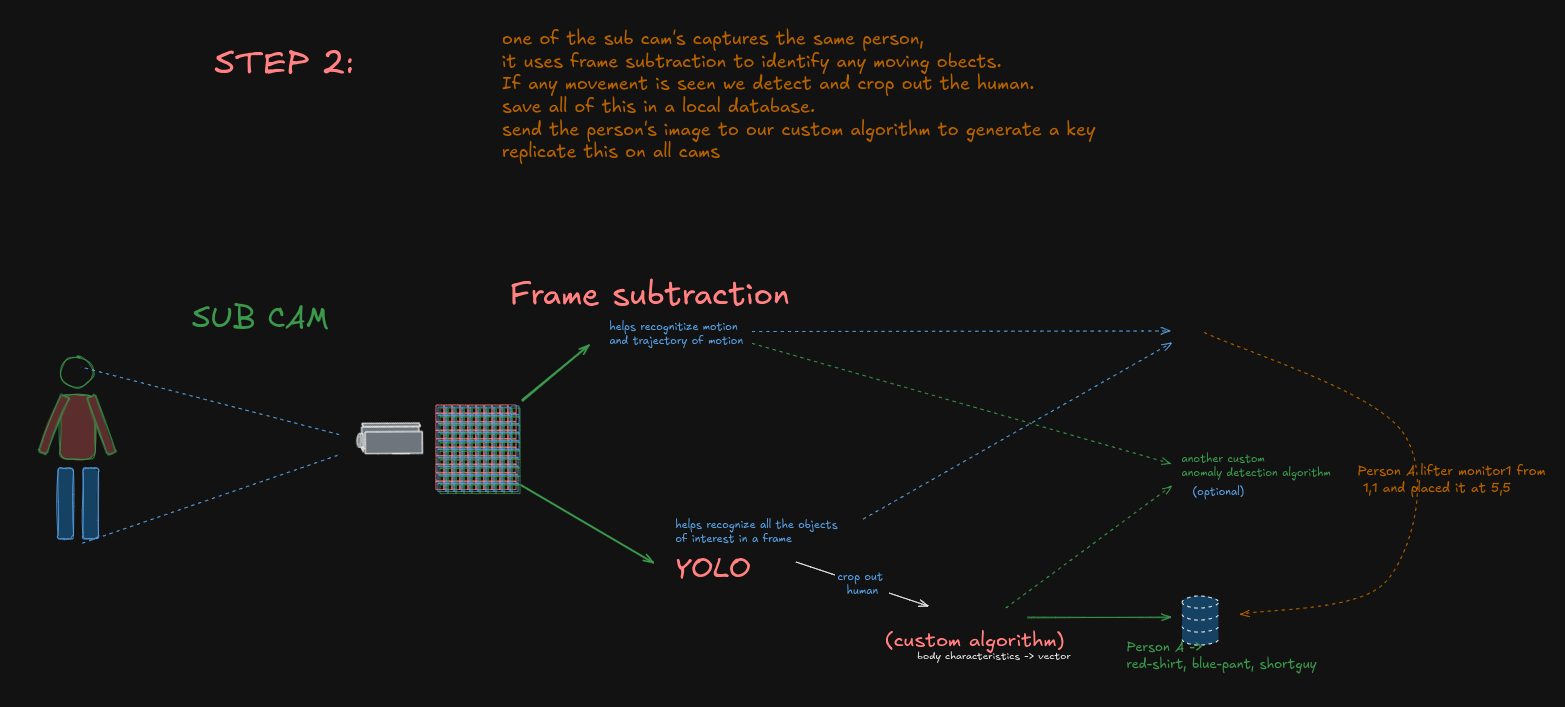 STEP 2:
one of the sub cam's captures the same person,
it uses frame subtraction to identify any moving obects.
If any movement is seen we detect and crop out the human.
save all of this in a local database.
send the person's image to our custom algorithm to generate a key
replicate this on all cams
SUB CAM
Frame subtraction
helps recognitize motion
and trajectory of motion
another custom
anomaly detection algorithm
(optional)
Person A lifter monitor1 from
1,1 and placed it at 5,5
helps recognize all the objects
of interest in a frame
YOLO
crop out
human
(custom algorithm)
body characteristics -> vector
Person A ->
red-shirt, blue-pant, shortguy